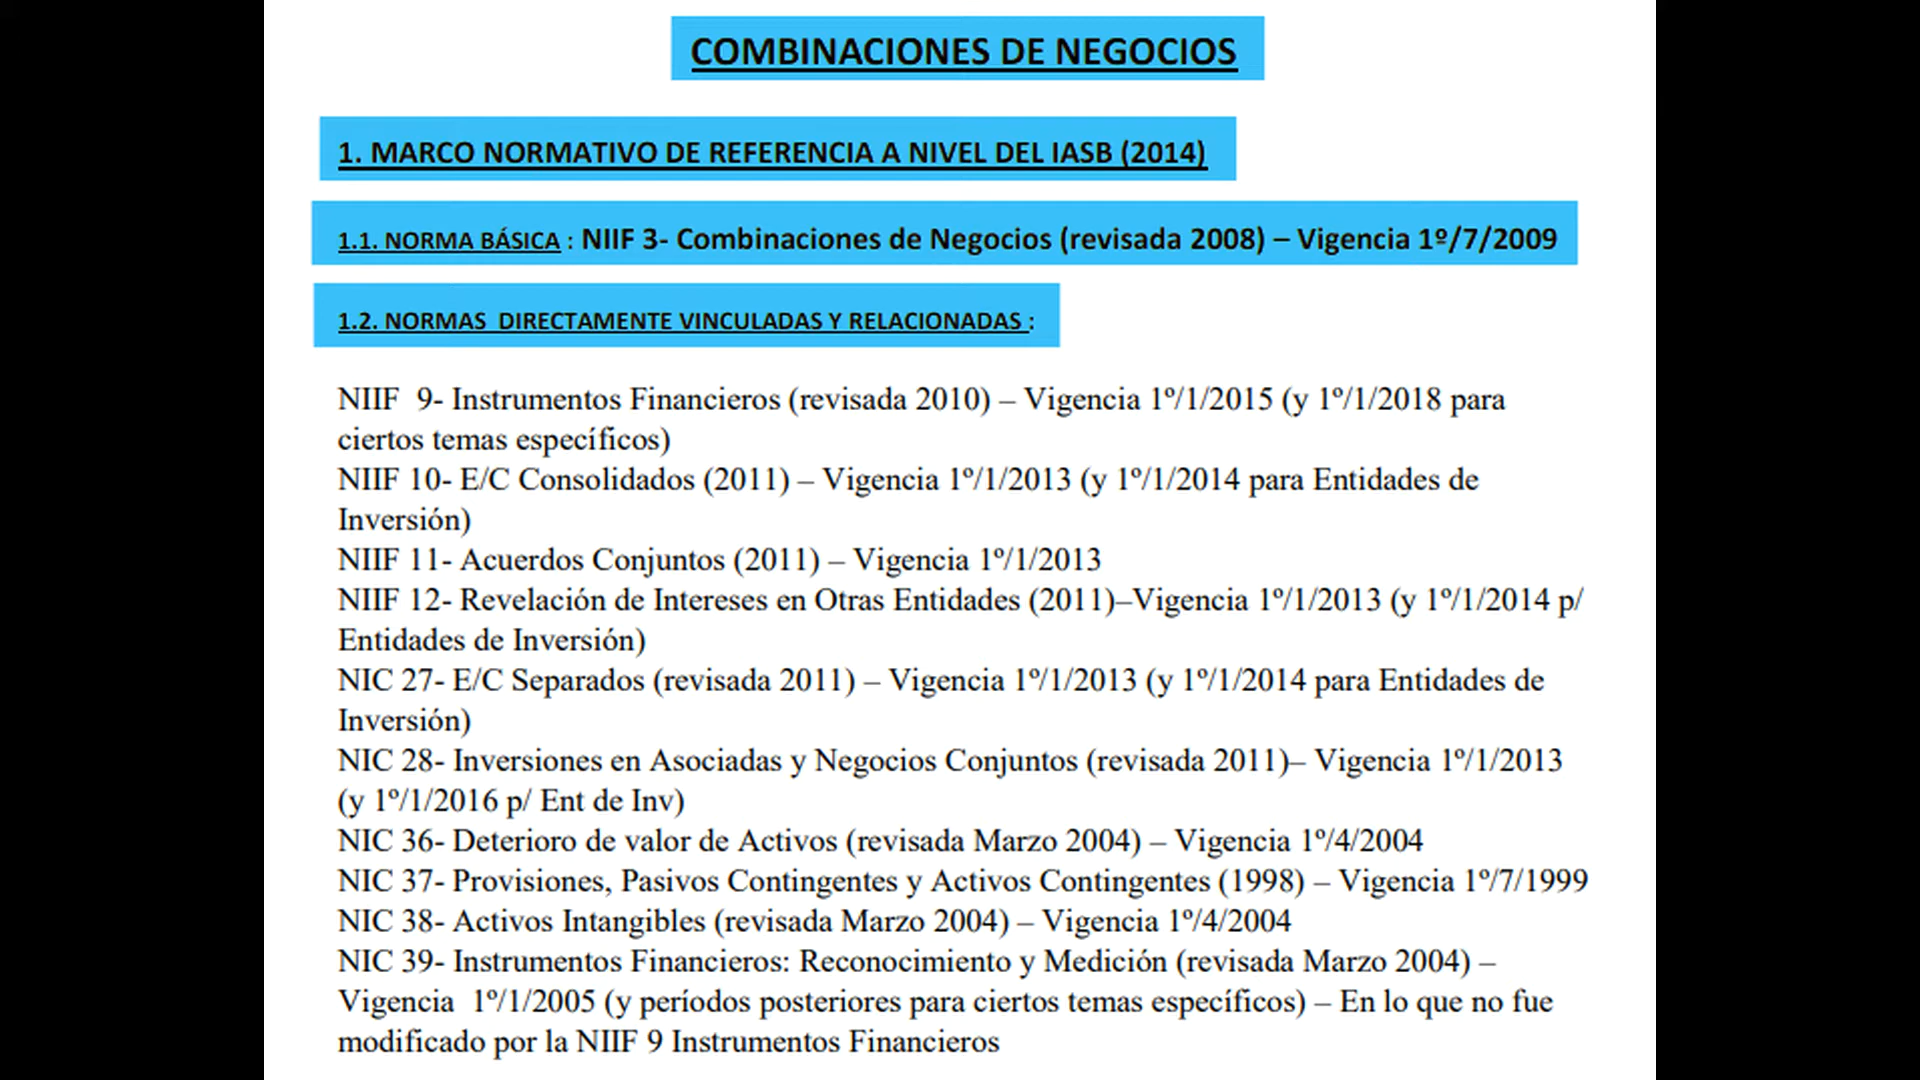 COMBINACIONES DE NEGOCIOS
1. MARCO NORMATIVO DE REFERENCIA A NIVEL DEL IASB (2014)
1.1. NORMA BÁSICA : NIIF 3- Combinaciones de Negocios (revisada 2008) – Vigencia 1º/7/2009
1.2. NORMAS  DIRECTAMENTE VINCULADAS Y RELACIONADAS :
NIIF  9- Instrumentos Financieros (revisada 2010) – Vigencia 1º/1/2015 (y 1º/1/2018 para
ciertos temas específicos)
NIIF 10- E/C Consolidados (2011) – Vigencia 1º/1/2013 (y 1º/1/2014 para Entidades de
Inversión)
NIIF 11- Acuerdos Conjuntos (2011) – Vigencia 1º/1/2013
NIIF 12- Revelación de Intereses en Otras Entidades (2011)–Vigencia 1º/1/2013 (y 1º/1/2014 p/
Entidades de Inversión)
NIC 27- E/C Separados (revisada 2011) – Vigencia 1º/1/2013 (y 1º/1/2014 para Entidades de
Inversión)
NIC 28- Inversiones en Asociadas y Negocios Conjuntos (revisada 2011)– Vigencia 1º/1/2013
(y 1º/1/2016 p/ Ent de Inv)
NIC 36- Deterioro de valor de Activos (revisada Marzo 2004) – Vigencia 1º/4/2004
NIC 37- Provisiones, Pasivos Contingentes y Activos Contingentes (1998) – Vigencia 1º/7/1999
NIC 38- Activos Intangibles (revisada Marzo 2004) – Vigencia 1º/4/2004
NIC 39- Instrumentos Financieros: Reconocimiento y Medición (revisada Marzo 2004) –
Vigencia  1º/1/2005 (y períodos posteriores para ciertos temas específicos) – En lo que no fue
modificado por la NIIF 9 Instrumentos Financieros